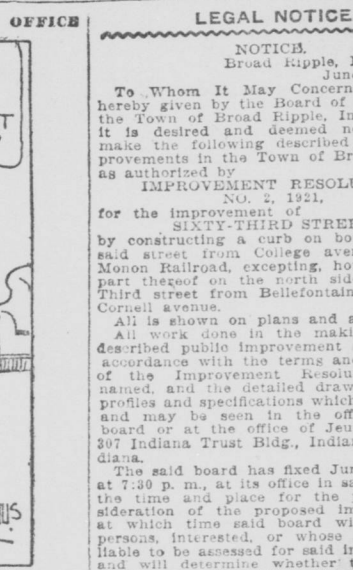 OFFICE
LEGAL NOTICE
NOTICE.
Broad Ripple, I
June
To Whom It May Concern
hereby given by the Board of
the Town of Broad Ripple, In
it is desired and deemed n
make the following described
provements in the Town of Br
as authorized by
IMPROVEMENT RESOLU
NO. 2, 1921,
for the improvement of
SIXTY-THIRD STREE
by constructing a curb on bo
said street from College ave
Monon Railroad, excepting, ho
part thereof on the north sid
Third street from Bellefontain
Cornell avenue.
All is shown on plans and s
All work done in the maki
described public improvement
accordance with the terms an
of the Improvement Resolu
named, and the detailed draw
profiles and specifications which
and may be seen in the off
board or at the office of Jeu
307 Indiana Trust Bldg., Indian
diana.
The said board has fixed Jun
at 7:30 p. m., at its office in sa
the time and place for the
sideration of the proposed im
at which time said board wi
persons, interested, or whose
liable to be assessed for said in
and will determine whether
T
US